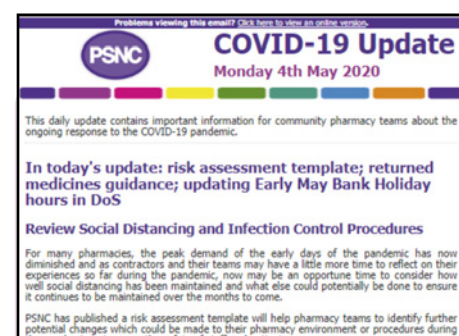 Problems viewing this email? Click here to view an online version.
PSNC
COVID-19 Update
Monday 4th May 2020
This daily update contains important information for community pharmacy teams about the
ongoing response to the COVID-19 pandemic.
In today's update: risk assessment template; returned
medicines guidance; updating Early May Bank Holiday
hours in DoS
Review Social Distancing and Infection Control Procedures
For many pharmacies, the peak demand of the early days of the pandemic has now
diminished and as contractors and their teams may have a little more time to reflect on their
experiences so far during the pandemic, now may be an opportune time to consider how
well social distancing has been maintained and what else could potentially be done to ensure
it continues to be maintained over the months to come.
PSNC has published a risk assessment template will help pharmacy teams to identify further
potential changes which could be made to their pharmacy environment or procedures during